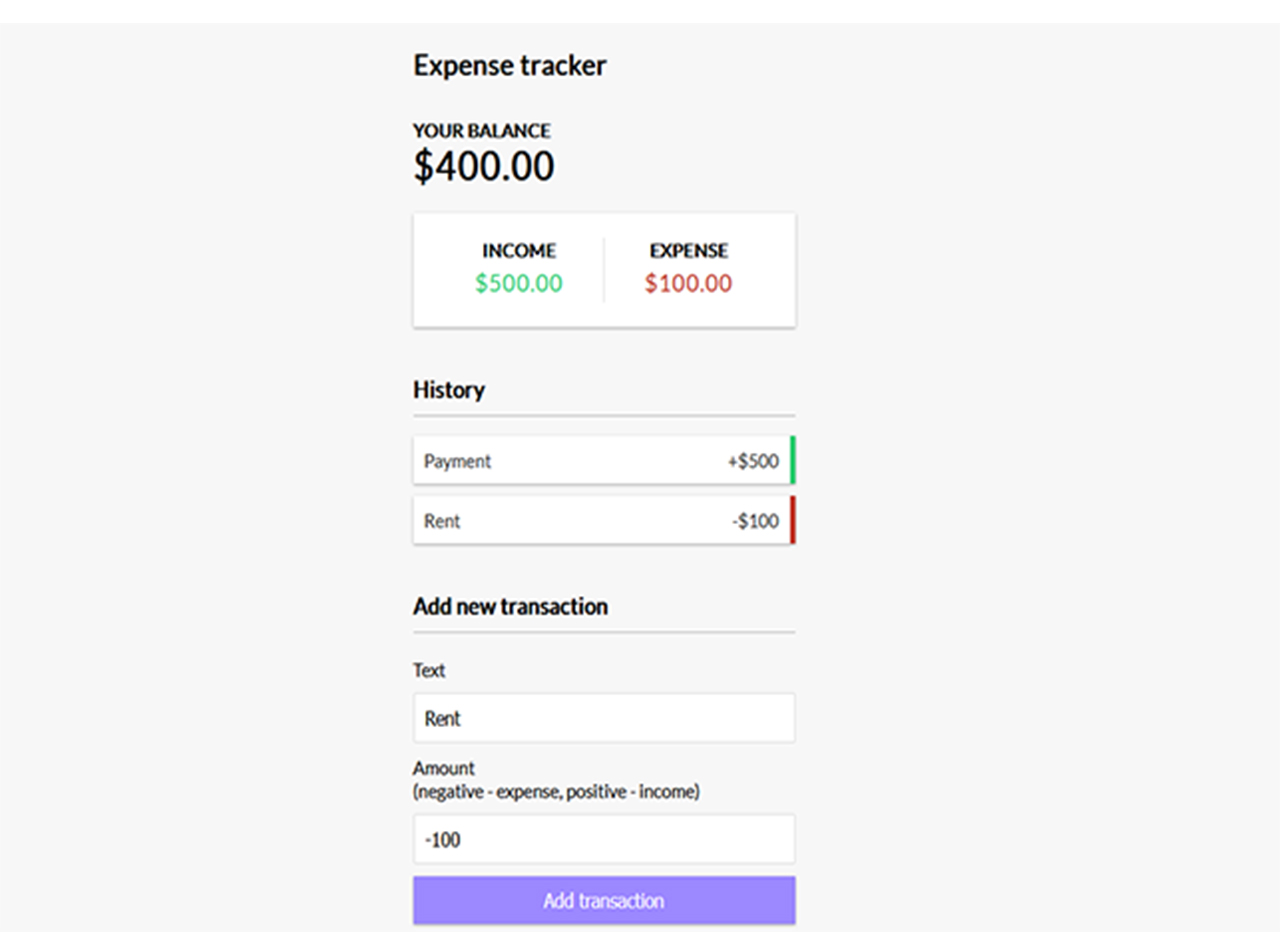 Expense tracker
YOUR BALANCE
$400.00
INCOME EXPENSE
$500.00 $100.00
History
Payment +$500
Rent -$100
Add new transaction
Text
Rent
Amount
(negative - expense, positive - income)
-100
Add transaction